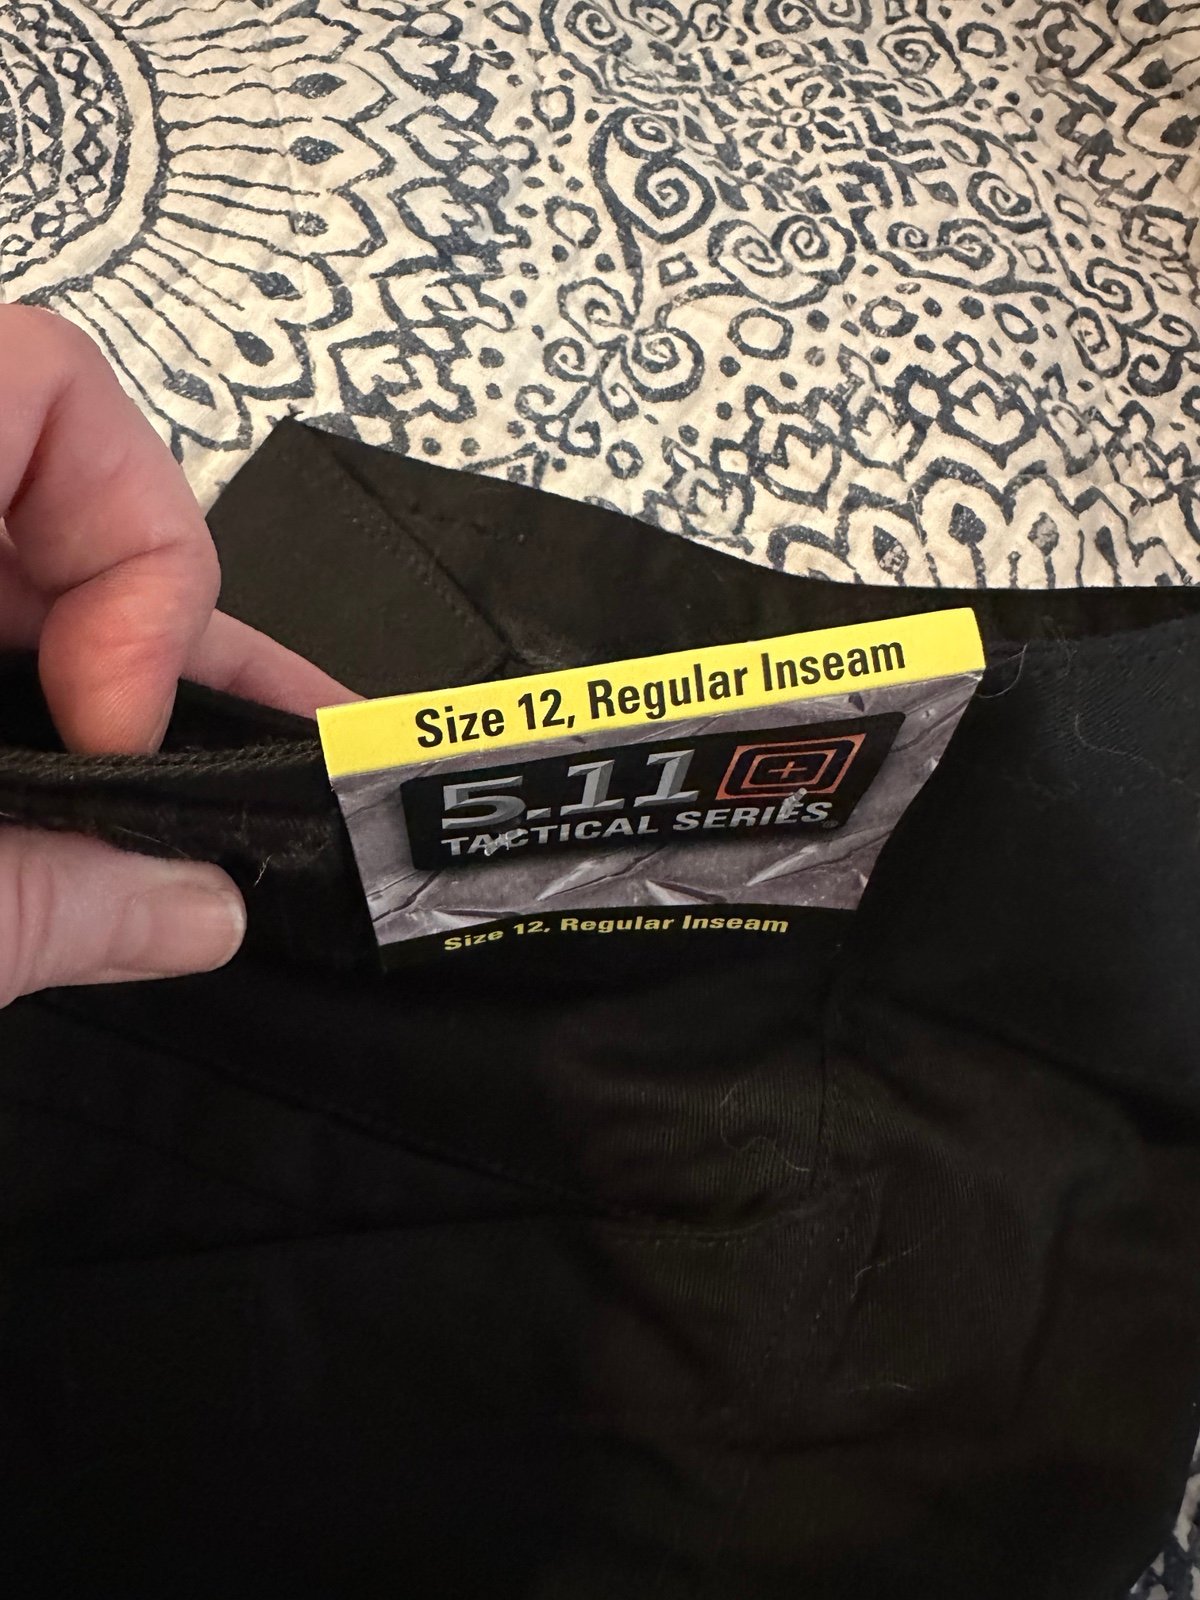 Size 12, Regular Inseam
5.11
TACTICAL SERIES®
Size 12, Regular Inseam